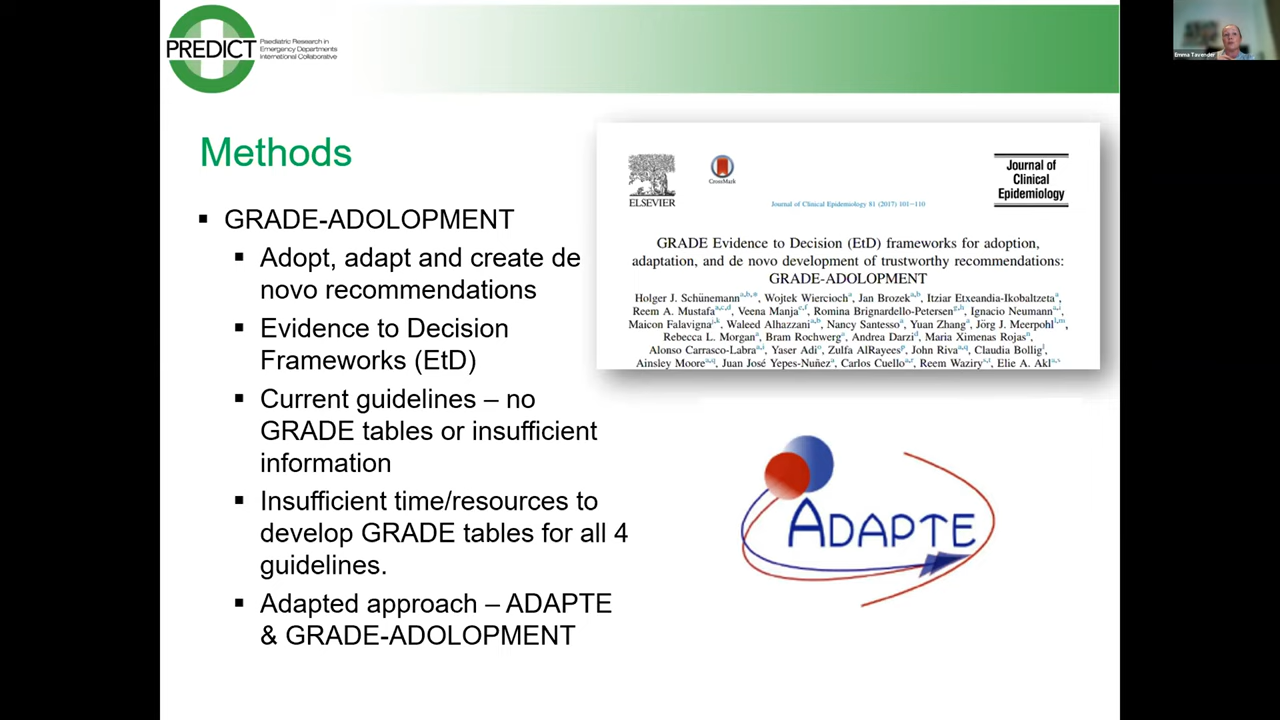 PREDICT
Paediatric Research in
Emergency Departments
International Collaborative
Emma Tavender
Methods
▪ GRADE-ADOLOPMENT
▪ Adopt, adapt and create de
novo recommendations
▪ Evidence to Decision
Frameworks (EtD)
▪ Current guidelines – no
GRADE tables or insufficient
information
▪ Insufficient time/resources to
develop GRADE tables for all 4
guidelines.
▪ Adapted approach – ADAPTE
& GRADE-ADOLOPMENT
ELSEVIER
CrossMark
Journal of
Clinical
Epidemiology
Journal of Clinical Epidemiology 81 (2017) 101–110
GRADE Evidence to Decision (EtD) frameworks for adoption,
adaptation, and de novo development of trustworthy recommendations:
GRADE-ADOLOPMENT
Holger J. Schünemann, Wojtek Wiercioch, Jan Brozek, Itziar Etxeandia-Ikobaltzeta,
Reem A. Mustafa, Veena Manja, Romina Brignardello-Petersen, Ignacio Neumann,
Maicon Falavigna, Waleed Alhazzani, Nancy Santesso, Yuan Zhang, Jörg J. Meerpohl,
Rebecca L. Morgan, Bram Rochwerg, Andrea Darzi, Maria Ximenas Rojas,
Alonso Carrasco-Labra, Yaser Adi, Zulfa AlRayees, John Riva, Claudia Bollig,
Ainsley Moore, Juan José Yepes-Nuñez, Carlos Cuello, Reem Waziry, Elie A. Akl
ADAPTE